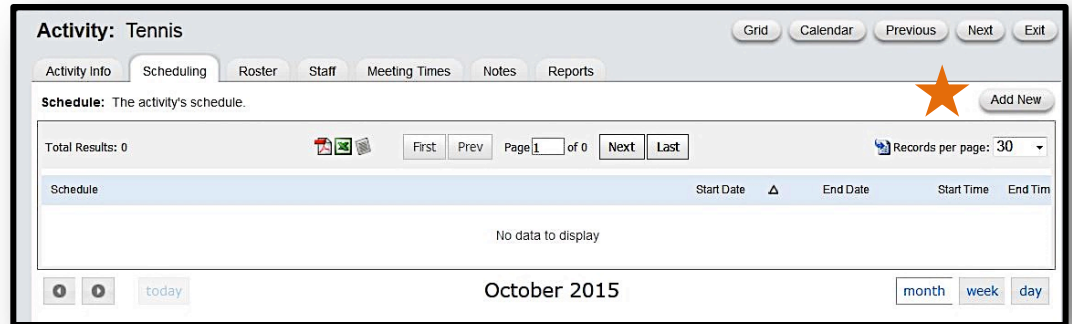 Activity: Tennis Grid Calendar Previous Next Exit
Activity Info Scheduling Roster Staff Meeting Times Notes Reports
Schedule: The activity's schedule. Add New
Total Results: 0 First Prev Page 1 of 0 Next Last Records per page: 30
Schedule Start Date End Date Start Time End Tim
No data to display
today October 2015 month week day